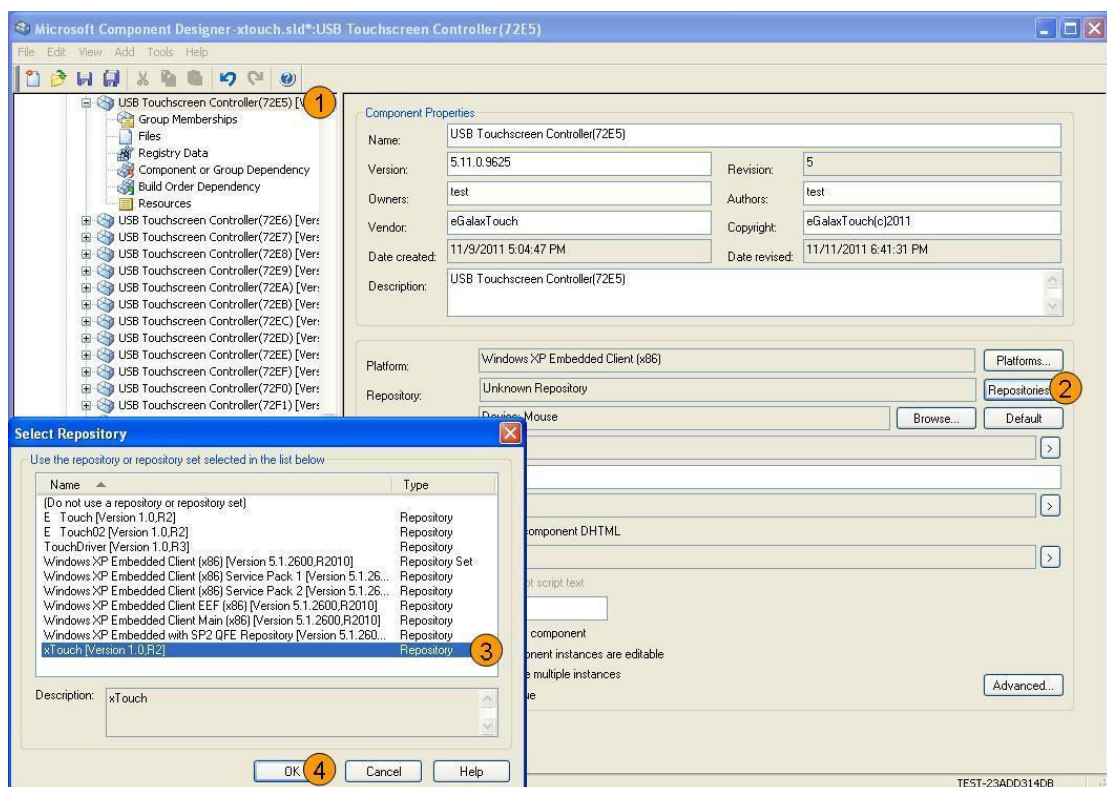 Microsoft Component Designer-xtouch.sld*:USB Touchscreen Controller(72E5)
File Edit View Add Tools Help
USB Touchscreen Controller(72E5) [V
1
Group Memberships
Files
Registry Data
Component or Group Dependency
Build Order Dependency
Resources
USB Touchscreen Controller(72E6) [Vers
USB Touchscreen Controller(72E7) [Vers
USB Touchscreen Controller(72E8) [Vers
USB Touchscreen Controller(72E9) [Vers
USB Touchscreen Controller(72EA) [Vers
USB Touchscreen Controller(72EB) [Vers
USB Touchscreen Controller(72EC) [Vers
USB Touchscreen Controller(72ED) [Vers
USB Touchscreen Controller(72EE) [Vers
USB Touchscreen Controller(72EF) [Vers
USB Touchscreen Controller(72F0) [Vers
USB Touchscreen Controller(72F1) [Vers
Component Properties
Name: USB Touchscreen Controller(72E5)
Version: 5.11.0.9625 Revision: 5
Owners: test Authors: test
Vendor: eGalaxTouch Copyright: eGalaxTouch(c)2011
Date created: 11/9/2011 5:04:47 PM Date revised: 11/11/2011 6:41:31 PM
Description: USB Touchscreen Controller(72E5)
Platform: Windows XP Embedded Client (x86) Platforms...
Repository: Unknown Repository Repositories 2
Device: Mouse Browse... Default
>
>
component DHTML
>
pt script text
component
onent instances are editable
e multiple instances
ue
Advanced...
Select Repository
Use the repository or repository set selected in the list below
Name Type
(Do not use a repository or repository set)
E Touch [Version 1.0,R2] Repository
E Touch02 [Version 1.0,R2] Repository
TouchDriver [Version 1.0,R3] Repository
Windows XP Embedded Client (x86) [Version 5.1.2600,R2010] Repository Set
Windows XP Embedded Client (x86) Service Pack 1 [Version 5.1.26... Repository
Windows XP Embedded Client (x86) Service Pack 2 [Version 5.1.26... Repository
Windows XP Embedded Client EEF (x86) [Version 5.1.2600,R2010] Repository
Windows XP Embedded Client Main (x86) [Version 5.1.2600,R2010] Repository
Windows XP Embedded with SP2 QFE Repository [Version 5.1.260... Repository
xTouch [Version 1.0,R2] Repository 3
Description: xTouch
OK 4 Cancel Help
TEST-23ADD314DB